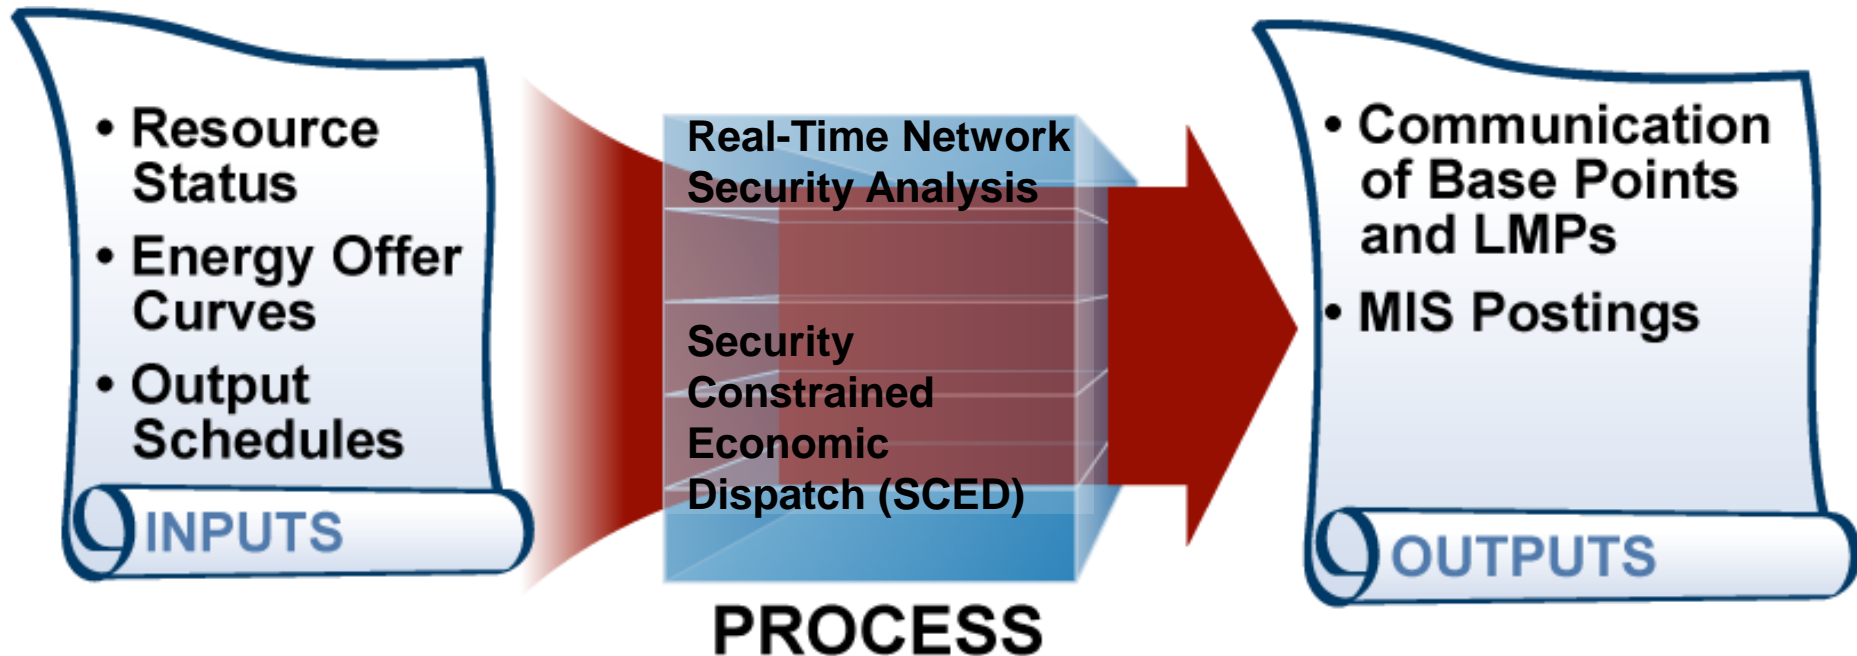 • Resource
Status
• Energy Offer
Curves
• Output
Schedules
INPUTS
Real-Time Network
Security Analysis
Security
Constrained
Economic
Dispatch (SCED)
PROCESS
• Communication
of Base Points
and LMPs
• MIS Postings
OUTPUTS